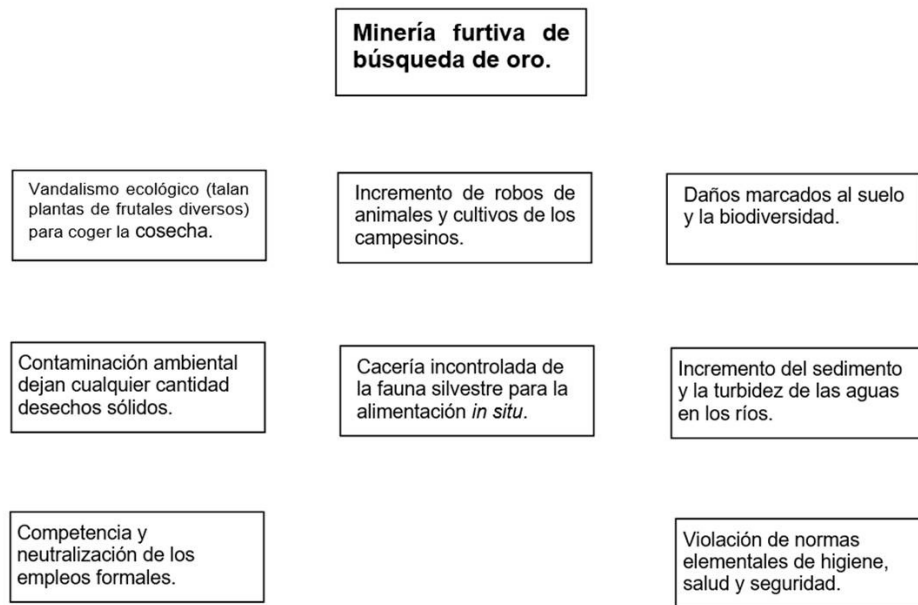 Minería furtiva de
búsqueda de oro.
Vandalismo ecológico (talan
plantas de frutales diversos)
para coger la cosecha.
Incremento de robos de
animales y cultivos de los
campesinos.
Daños marcados al suelo
y la biodiversidad.
Contaminación ambiental
dejan cualquier cantidad
desechos sólidos.
Cacería incontrolada de
la fauna silvestre para la
alimentación in situ.
Incremento del sedimento
y la turbidez de las aguas
en los ríos.
Competencia y
neutralización de los
empleos formales.
Violación de normas
elementales de higiene,
salud y seguridad.